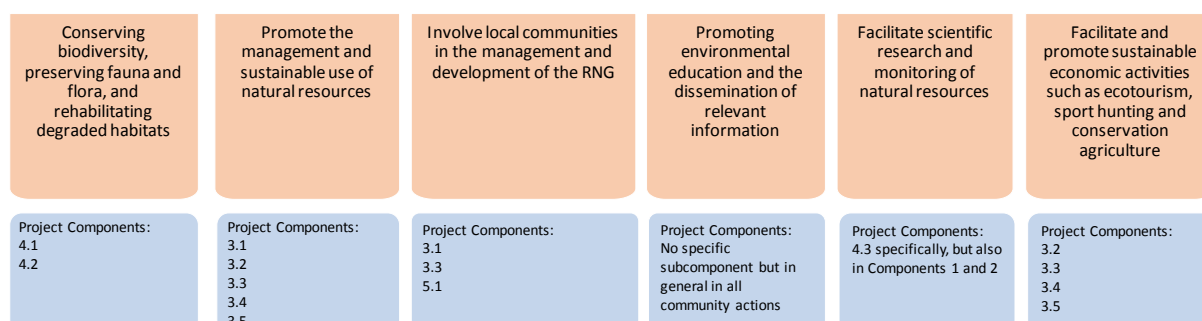 Conserving
biodiversity,
preserving fauna and
flora, and
rehabilitating
degraded habitats
Promote the
management and
sustainable use of
natural resources
Involve local communities
in the management and
development of the RNG
Promoting
environmental
education and the
dissemination of
relevant
information
Facilitate scientific
research and
monitoring of
natural resources
Facilitate and
promote sustainable
economic activities
such as ecotourism,
sport hunting and
conservation
agriculture
Project Components:
4.1
4.2
Project Components:
3.1
3.2
3.3
3.4
3.5
Project Components:
3.1
3.3
5.1
Project Components:
No specific
subcomponent but in
general in all
community actions
Project Components:
4.3 specifically, but also
in Components 1 and 2
Project Components:
3.2
3.3
3.4
3.5